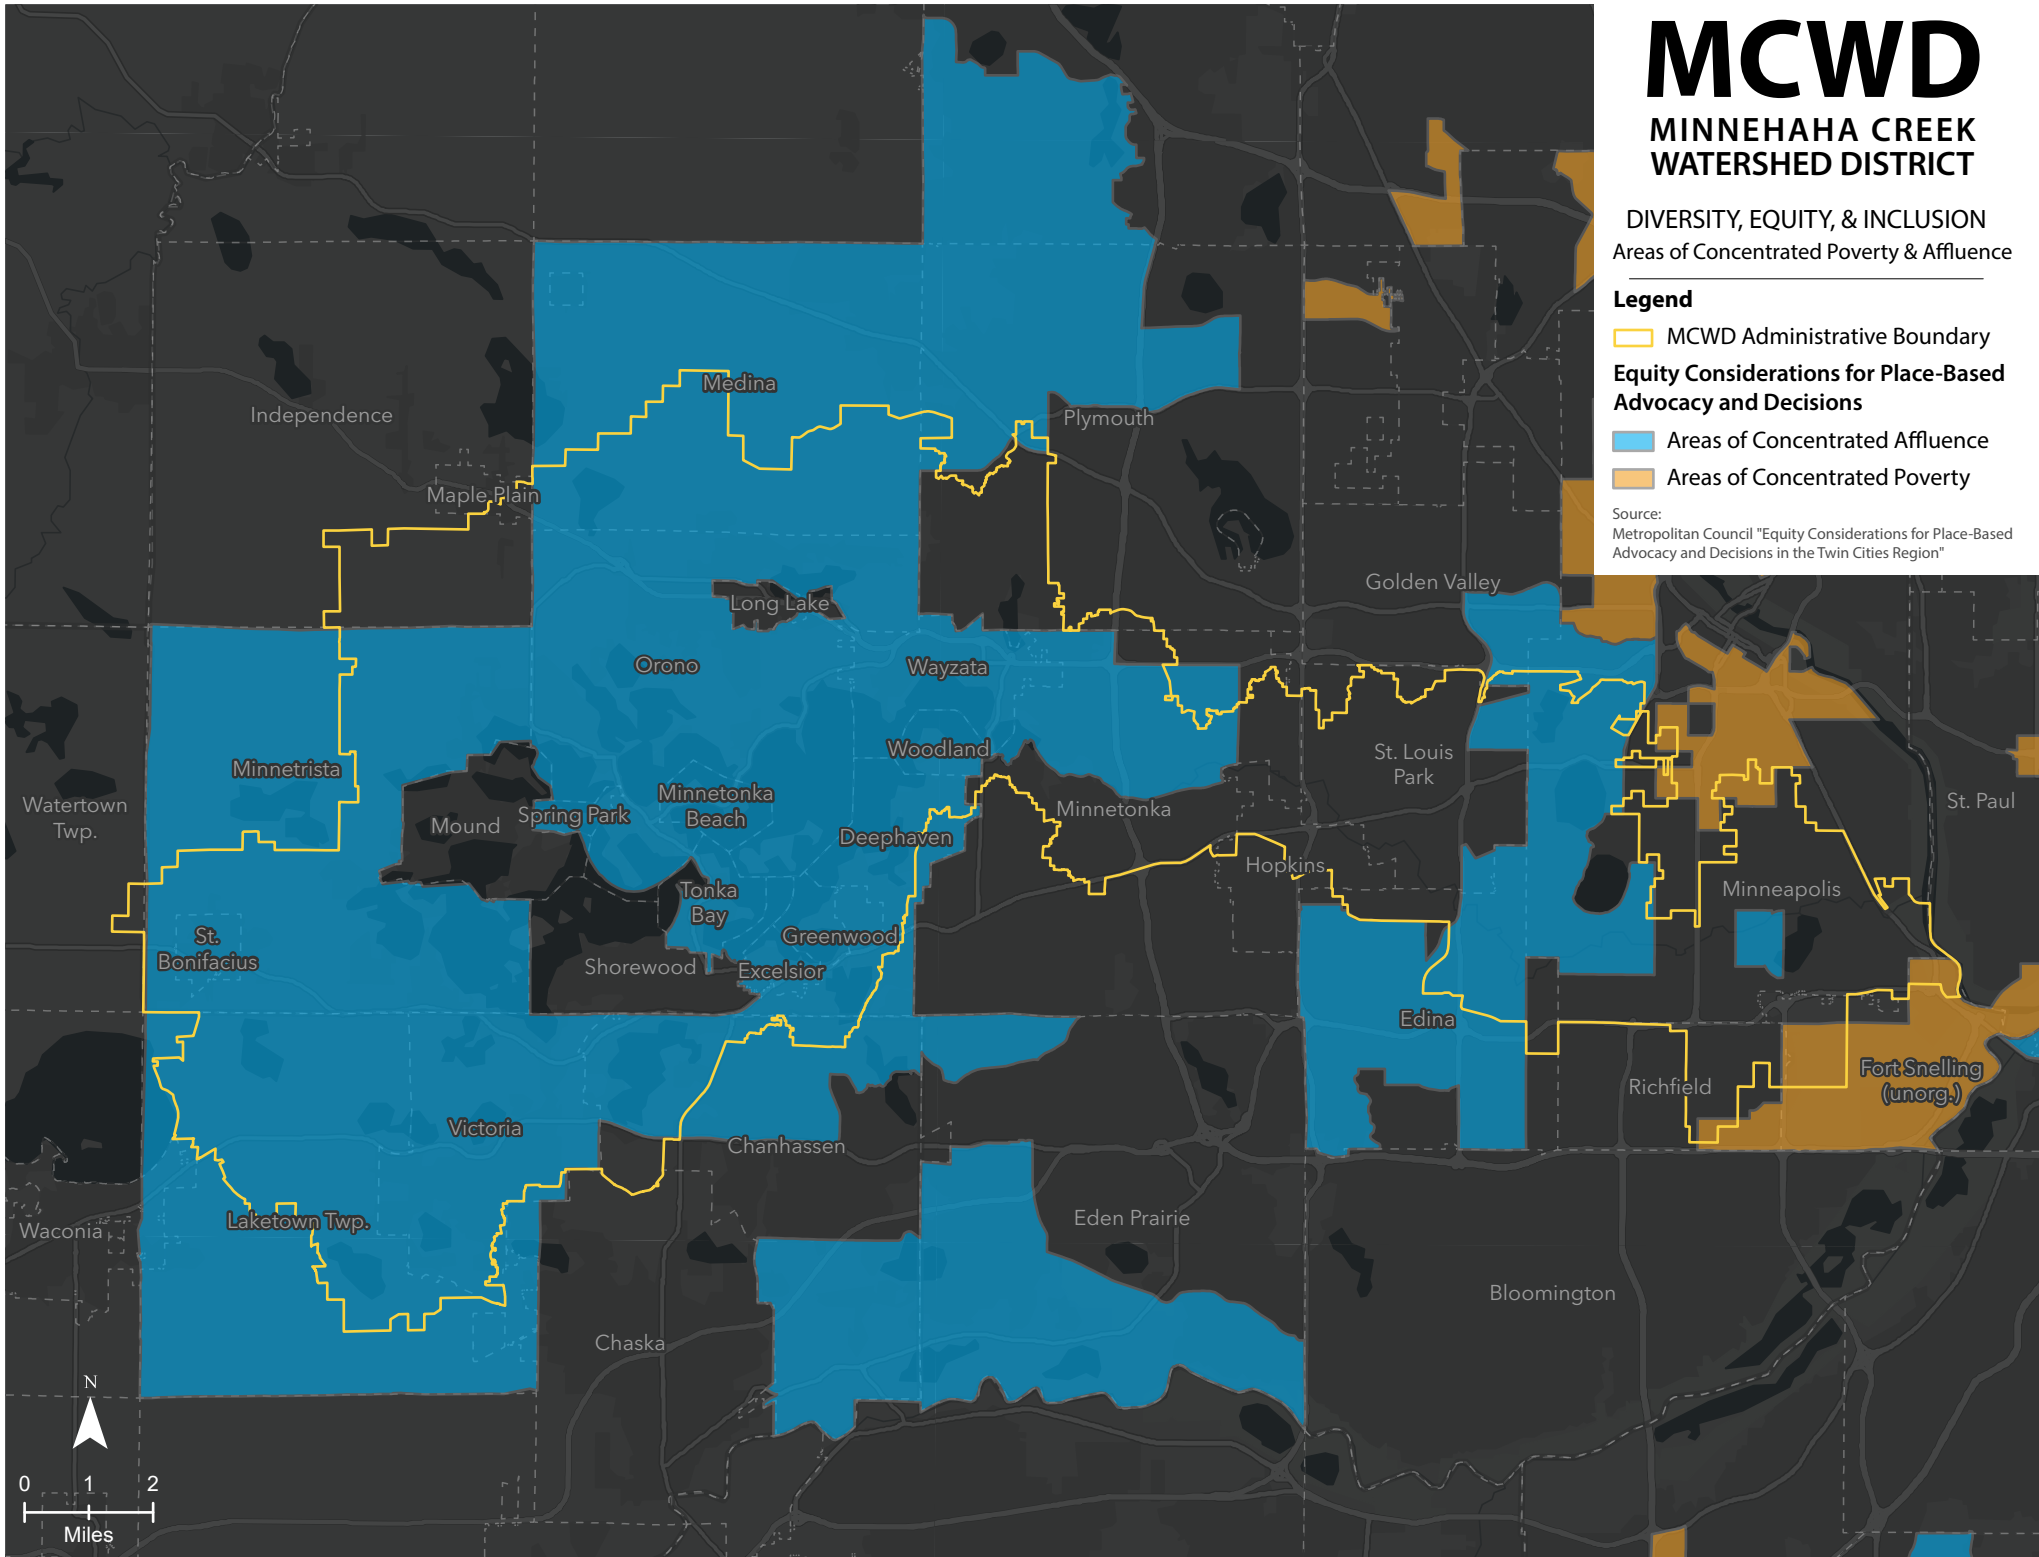 MCWD
MINNEHAHA CREEK
WATERSHED DISTRICT
DIVERSITY, EQUITY, & INCLUSION
Areas of Concentrated Poverty & Affluence
Legend
MCWD Administrative Boundary
Equity Considerations for Place-Based
Advocacy and Decisions
Areas of Concentrated Affluence
Areas of Concentrated Poverty
Source:
Metropolitan Council "Equity Considerations for Place-Based
Advocacy and Decisions in the Twin Cities Region"
Medina
Independence
Plymouth
Maple Plain
Golden Valley
Long Lake
Orono
Wayzata
Woodland
St. Louis
Park
Minnetrista
Minnetonka
Beach
Watertown
Twp.
Mound
Spring Park
Deephaven
Minnetonka
St. Paul
Hopkins
Tonka
Bay
Minneapolis
St.
Bonifacius
Greenwood
Shorewood
Excelsior
Edina
Fort Snelling
(unorg.)
Richfield
Victoria
Chanhassen
Waconia
Laketown Twp.
Eden Prairie
Bloomington
Chaska
N
0 1 2
Miles